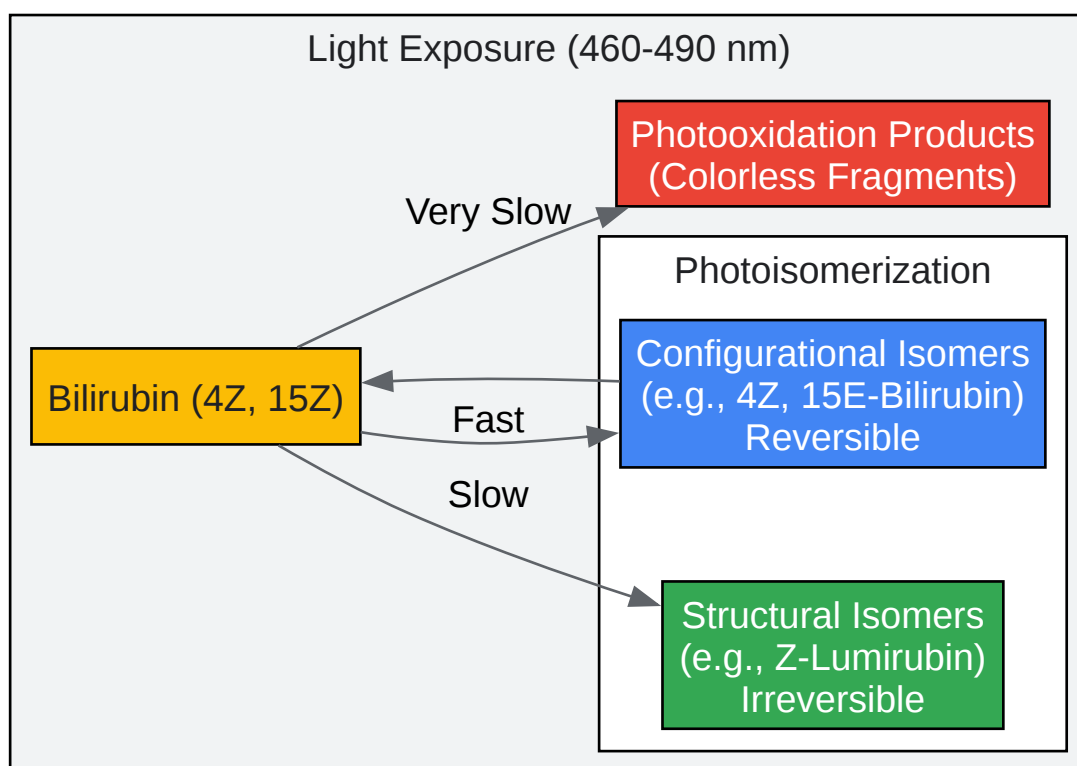 Light Exposure (460-490 nm)
Photooxidation Products
(Colorless Fragments)
Very Slow
Photoisomerization
Configurational Isomers
(e.g., 4Z, 15E-Bilirubin)
Reversible
Bilirubin (4Z, 15Z)
Fast
Slow
Structural Isomers
(e.g., Z-Lumirubin)
Irreversible